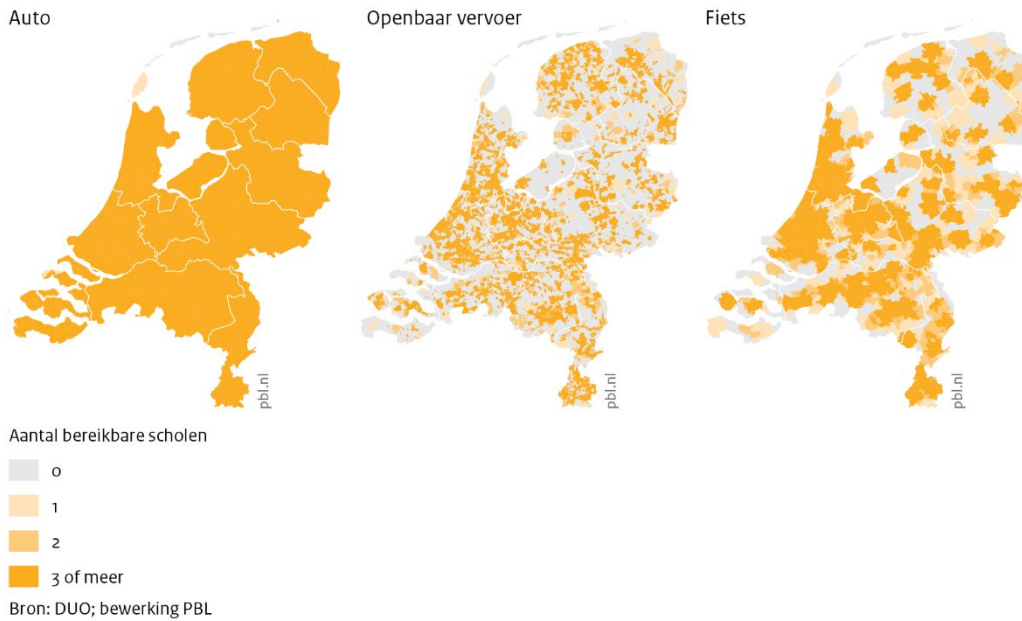 Auto
Openbaar vervoer
Fiets
pbl.nl
pbl.nl
pbl.nl
Aantal bereikbare scholen
0
1
2
3 of meer
Bron: DUO; bewerking PBL